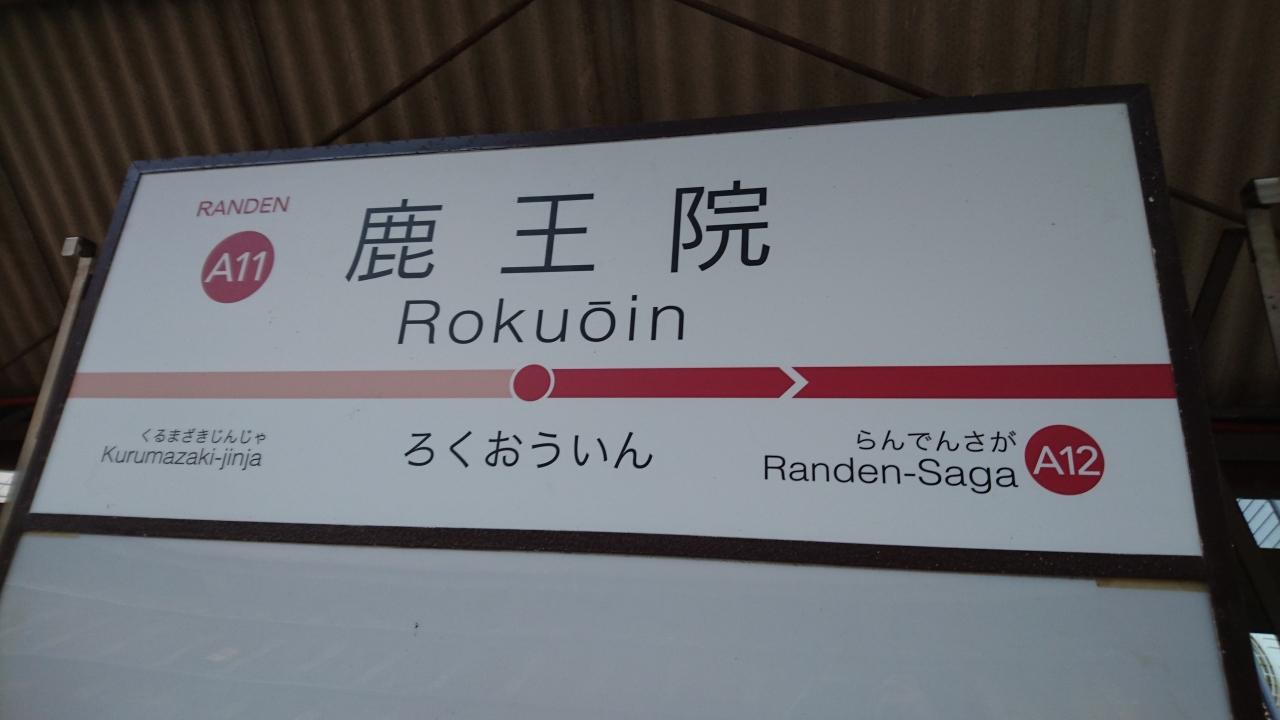 RANDEN
A11
鹿王院
Rokuōin
くるまざきじんじゃ
Kurumazaki-jinja
ろくおういん
らんでんさが
Randen-Saga
A12